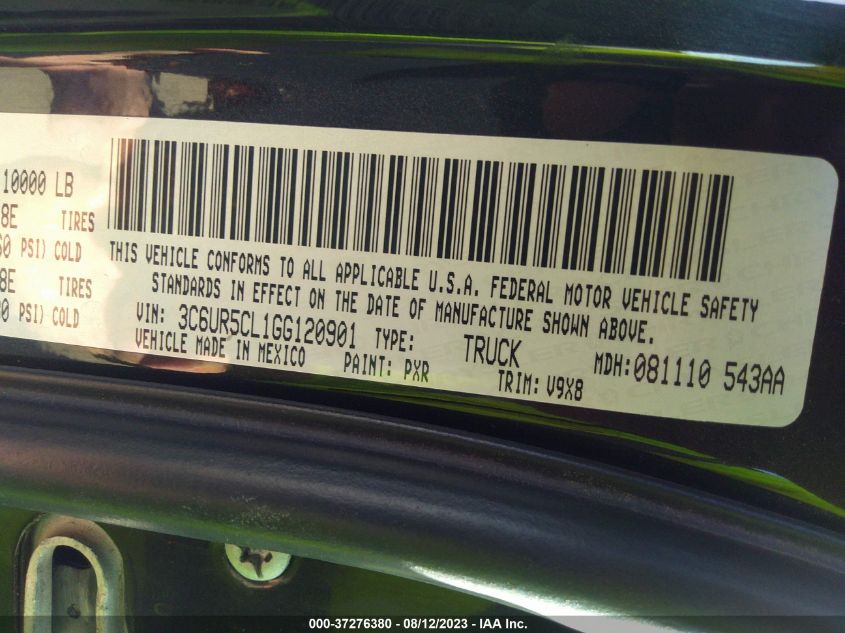 10000 LB
8E TIRES
60 PSI) COLD
8E TIRES
00 PSI) COLD
THIS VEHICLE CONFORMS TO ALL APPLICABLE U.S.A. FEDERAL MOTOR VEHICLE SAFETY
STANDARDS IN EFFECT ON THE DATE OF MANUFACTURE SHOWN ABOVE.
VIN: 3C6UR5CL1GG120901 TYPE: TRUCK MDH:081110 543AA
VEHICLE MADE IN MEXICO PAINT: PXR TRIM: V9X8
000-37276380 - 08/12/2023 - IAA Inc.